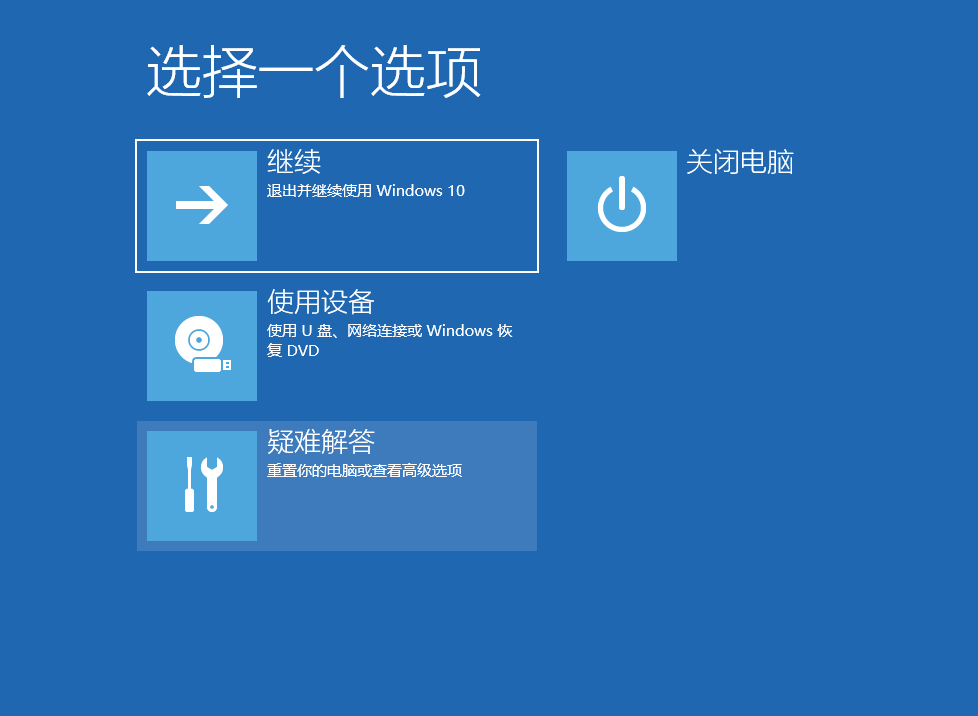 选择一个选项
继续
退出并继续使用 Windows 10
关闭电脑
使用设备
使用 U 盘、网络连接或 Windows 恢
复 DVD
疑难解答
重置你的电脑或查看高级选项